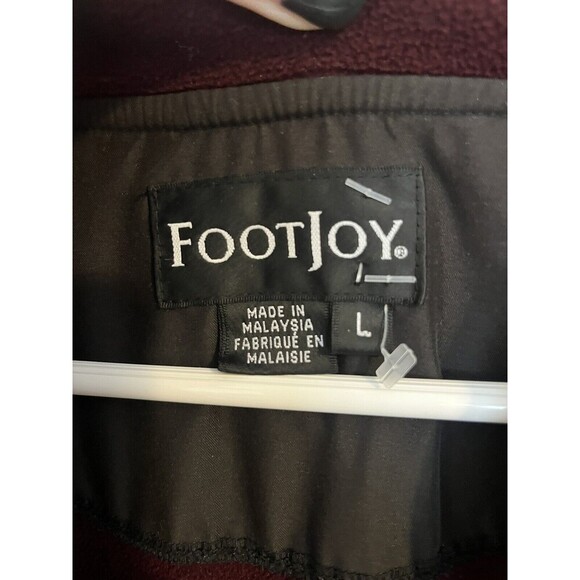 FOOTJOY®
MADE IN
MALAYSIA
FABRIQUÉ EN
MALAISIE
L